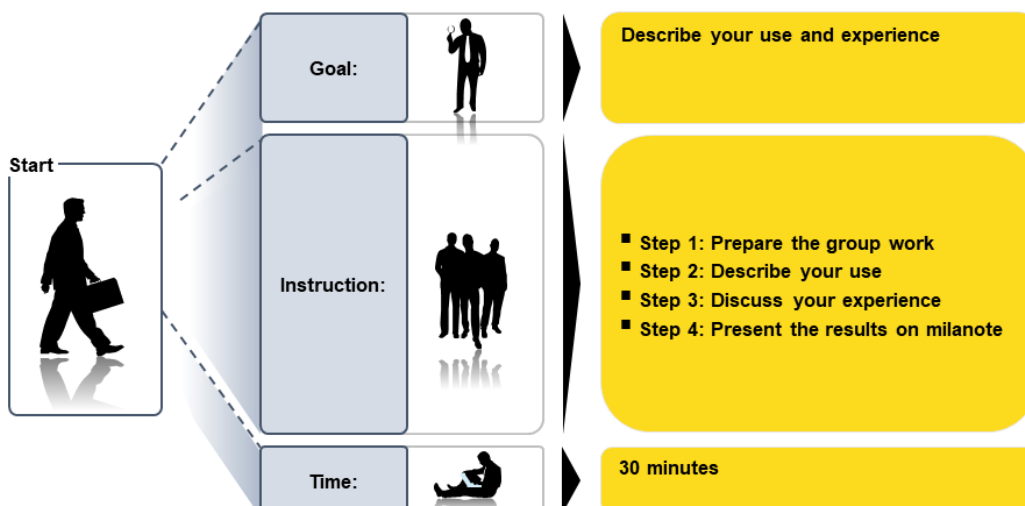 Start
Goal:
Describe your use and experience
Instruction:
▪ Step 1: Prepare the group work
▪ Step 2: Describe your use
▪ Step 3: Discuss your experience
▪ Step 4: Present the results on milanote
Time:
30 minutes